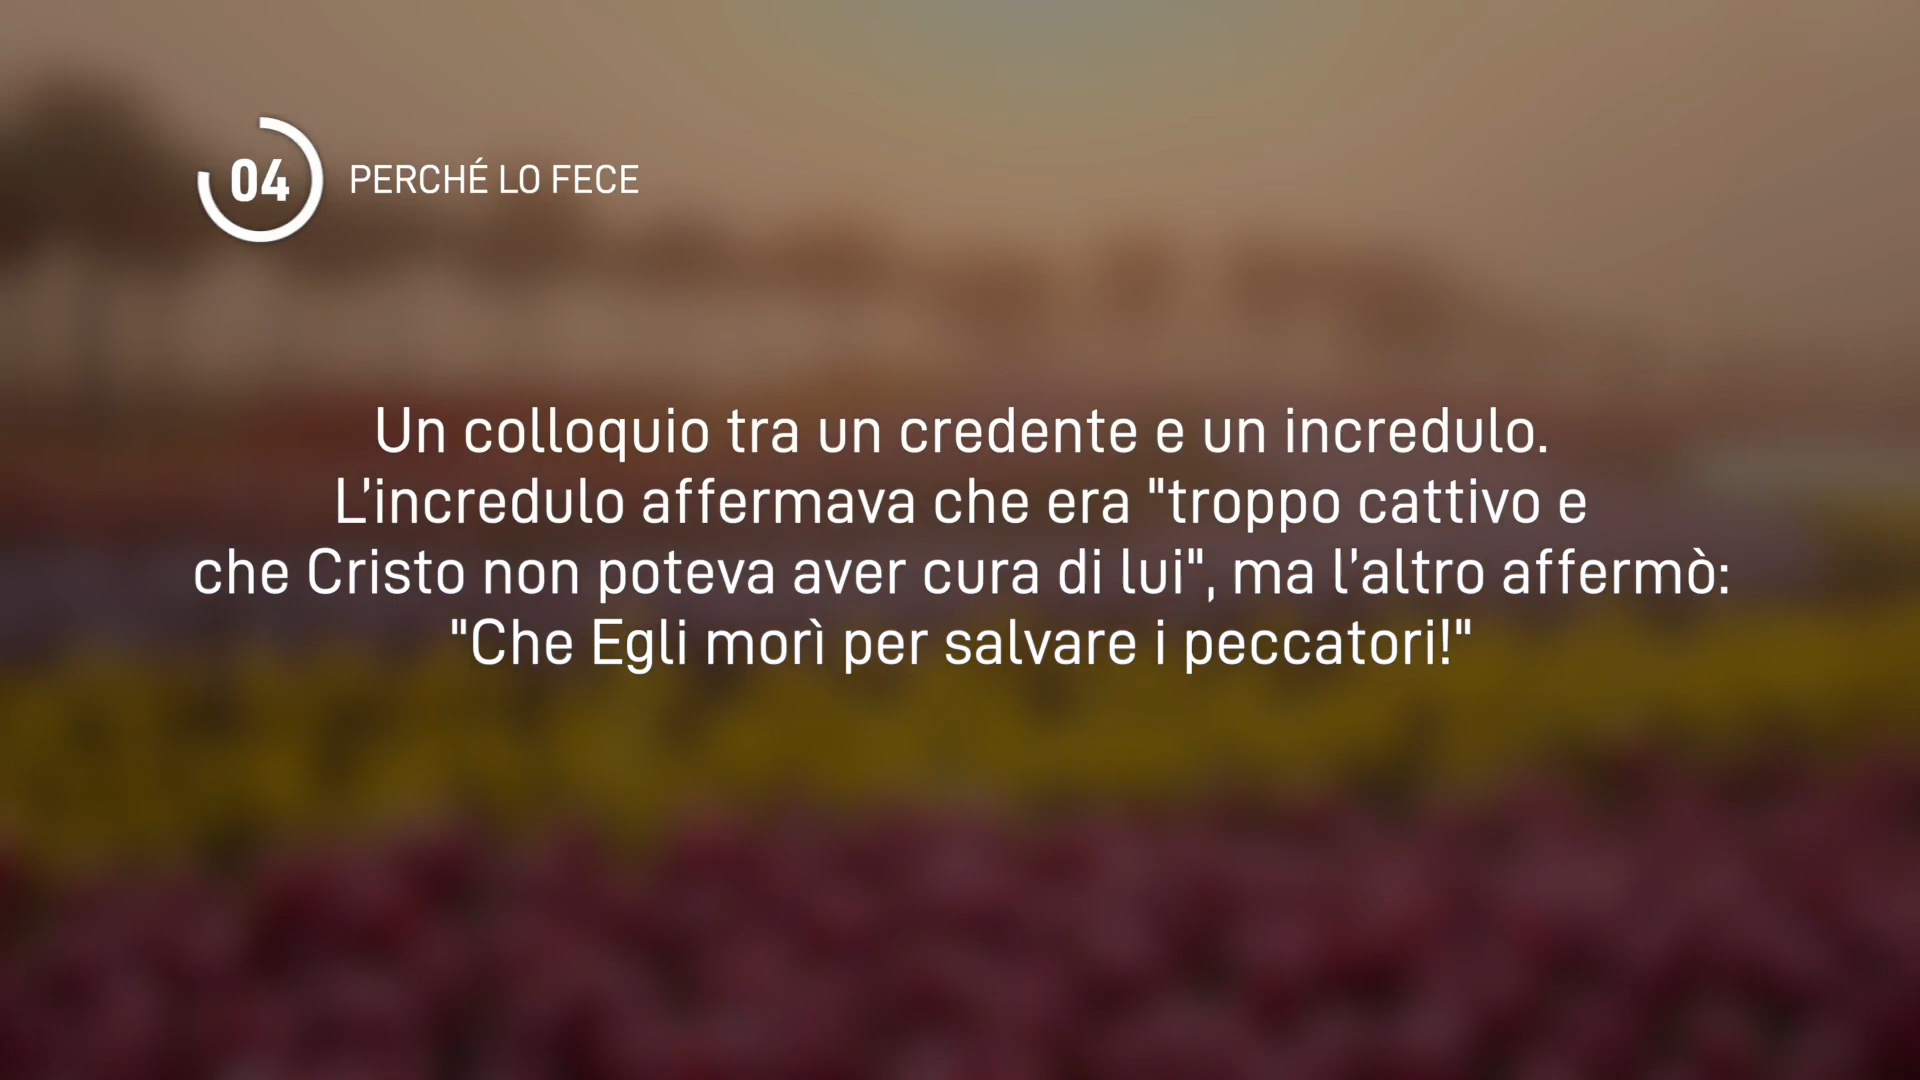 04
PERCHÉ LO FECE
Un colloquio tra un credente e un incredulo.
L'incredulo affermava che era "troppo cattivo e
che Cristo non poteva aver cura di lui", ma l'altro affermò:
"Che Egli morì per salvare i peccatori!"